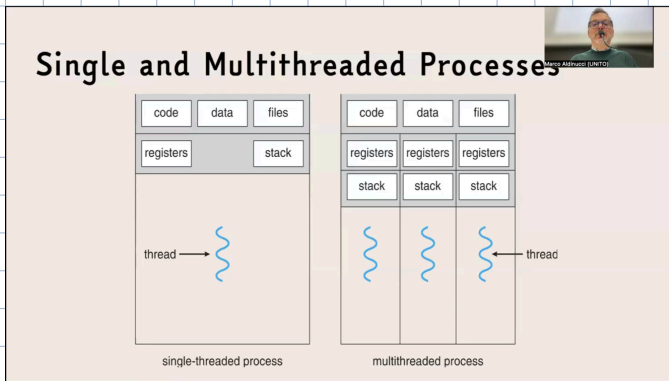 Marco Aldinucci (UNITO)
Single and Multithreaded Processes
code data files
registers stack
thread
single-threaded process
code data files
registers registers registers
stack stack stack
thread
multithreaded process